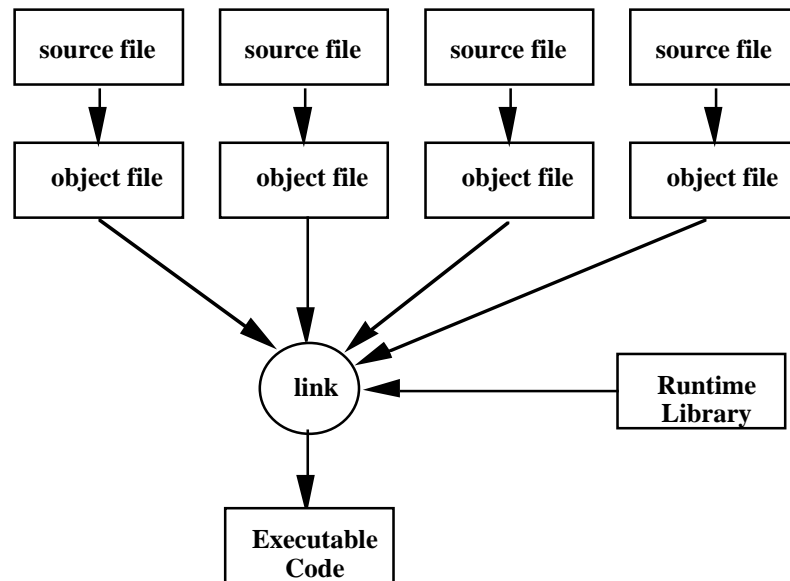 source file
source file
source file
source file
object file
object file
object file
object file
link
Runtime
Library
Executable
Code